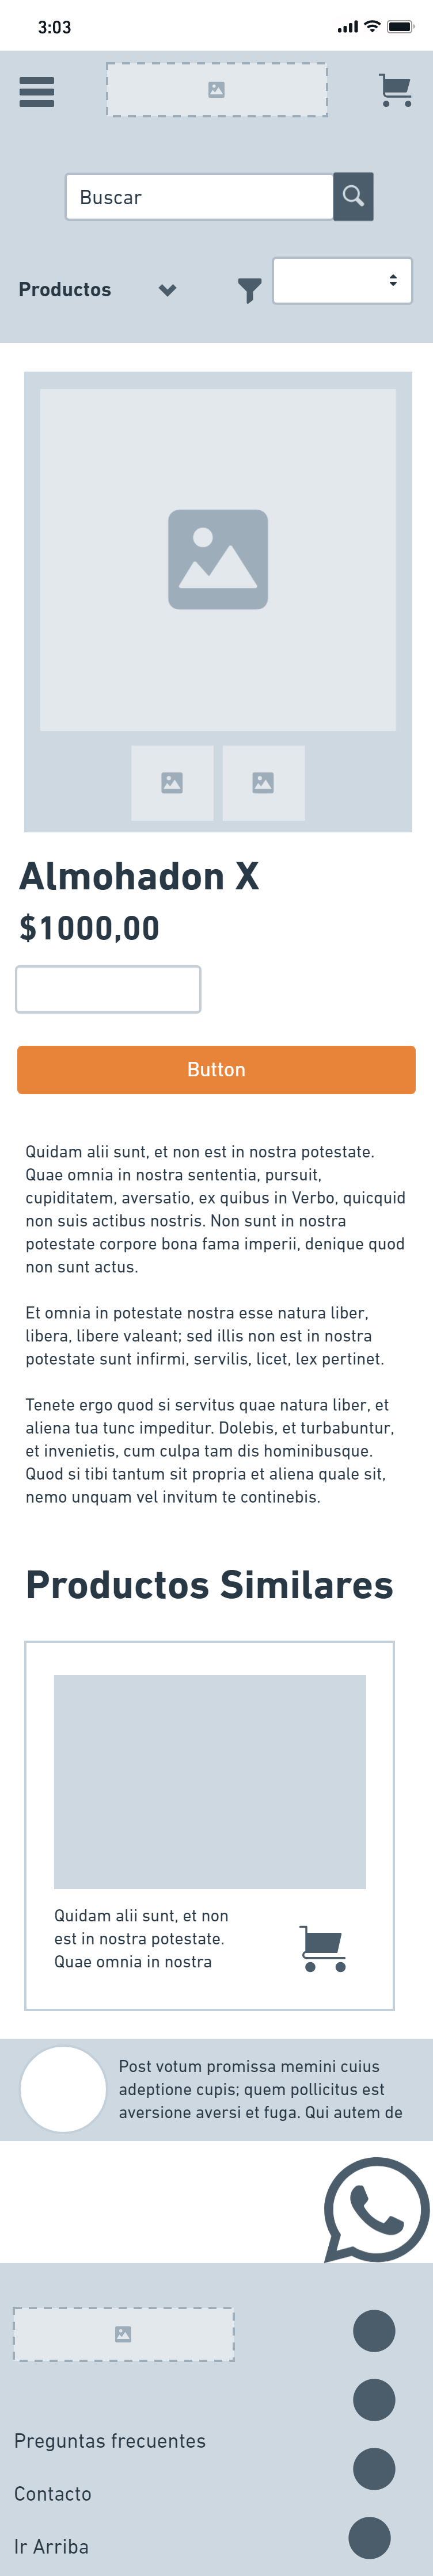 3:03
Buscar
Productos
Almohadon X
$1000,00
Button
Quidam alii sunt, et non est in nostra potestate.
Quae omnia in nostra sententia, pursuit,
cupiditatem, aversatio, ex quibus in Verbo, quicquid
non suis actibus nostris. Non sunt in nostra
potestate corpore bona fama imperii, denique quod
non sunt actus.
Et omnia in potestate nostra esse natura liber,
libera, libere valeant; sed illis non est in nostra
potestate sunt infirmi, servilis, licet, lex pertinet.
Tenete ergo quod si servitus quae natura liber, et
aliena tua tunc impeditur. Dolebis, et turbabuntur,
et invenietis, cum culpa tam dis hominibusque.
Quod si tibi tantum sit propria et aliena quale sit,
nemo unquam vel invitum te continebis.
Productos Similares
Quidam alii sunt, et non
est in nostra potestate.
Quae omnia in nostra
Post votum promissa memini cuius
adeptione cupis; quem pollicitus est
aversione aversi et fuga. Qui autem de
Preguntas frecuentes
Contacto
Ir Arriba